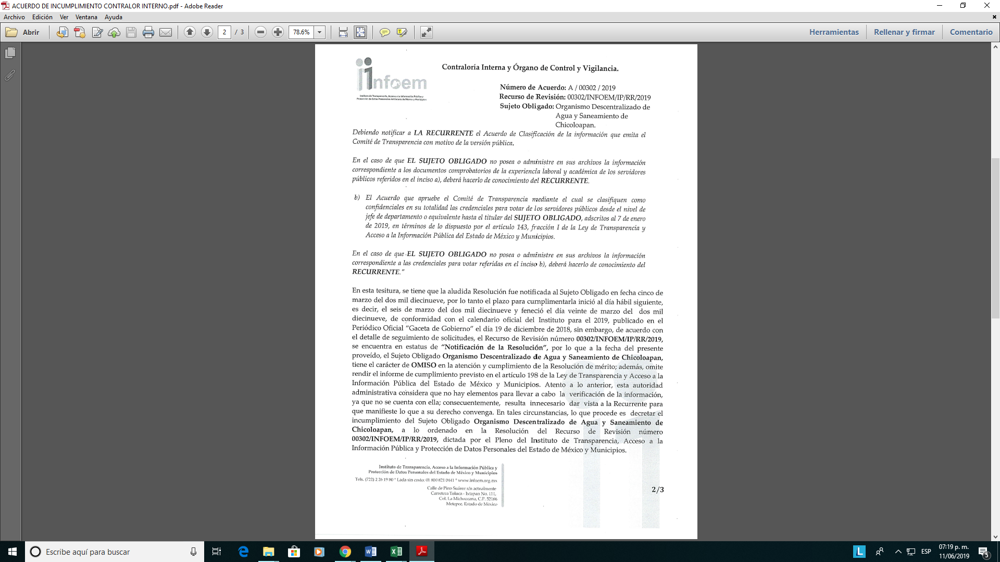 ACUERDO DE INCUMPLIMIENTO CONTRALOR INTERNO.pdf - Adobe Reader
Archivo Edición Ver Ventana Ayuda
Abrir 2 / 3 78.6% Herramientas Rellenar y firmar Comentario
infoem
Instituto de Transparencia, Acceso a la Información Pública y
Protección de Datos Personales del Estado de México y Municipios
Contraloría Interna y Órgano de Control y Vigilancia.
Número de Acuerdo: A / 00302 / 2019
Recurso de Revisión: 00302/INFOEM/IP/RR/2019
Sujeto Obligado: Organismo Descentralizado de
Agua y Saneamiento de
Chicoloapan.
Debiendo notificar a LA RECURRENTE el Acuerdo de Clasificación de la información que emita el
Comité de Transparencia con motivo de la versión pública.
En el caso de que EL SUJETO OBLIGADO no posea o administre en sus archivos la información
correspondiente a los documentos comprobatorios de la experiencia laboral y académica de los servidores
públicos referidos en el inciso a), deberá hacerlo de conocimiento del RECURRENTE.
b) El Acuerdo que apruebe el Comité de Transparencia mediante el cual se clasifiquen como
confidenciales en su totalidad las credenciales para votar de los servidores públicos desde el nivel de
jefe de departamento o equivalente hasta el titular del SUJETO OBLIGADO, adscritos al 7 de enero
de 2019, en términos de lo dispuesto por el artículo 143, fracción I de la Ley de Transparencia y
Acceso a la Información Pública del Estado de México y Municipios.
En el caso de que EL SUJETO OBLIGADO no posea o administre en sus archivos la información
correspondiente a las credenciales para votar referidas en el inciso b), deberá hacerlo de conocimiento del
RECURRENTE."
En esta tesitura, se tiene que la aludida Resolución fue notificada al Sujeto Obligado en fecha cinco de
marzo del dos mil diecinueve, por lo tanto el plazo para cumplimentarla inició al día hábil siguiente,
es decir, el seis de marzo del dos mil diecinueve y feneció el día veinte de marzo del dos mil
diecinueve, de conformidad con el calendario oficial del Instituto para el 2019, publicado en el
Periódico Oficial "Gaceta de Gobierno" el día 19 de diciembre de 2018, sin embargo, de acuerdo con
el detalle de seguimiento de solicitudes, el Recurso de Revisión número 00302/INFOEM/IP/RR/2019,
se encuentra en estatus de "Notificación de la Resolución", por lo que a la fecha del presente
proveído, el Sujeto Obligado Organismo Descentralizado de Agua y Saneamiento de Chicoloapan,
tiene el carácter de OMISO en la atención y cumplimiento de la Resolución de mérito; además, omite
rendir el informe de cumplimiento previsto en el artículo 198 de la Ley de Transparencia y Acceso a la
Información Pública del Estado de México y Municipios. Atento a lo anterior, esta autoridad
administrativa considera que no hay elementos para llevar a cabo la verificación de la información,
ya que no se cuenta con ella; consecuentemente, resulta innecesario dar vista a la Recurrente para
que manifieste lo que a su derecho convenga. En tales circunstancias, lo que procede es decretar el
incumplimiento del Sujeto Obligado Organismo Descentralizado de Agua y Saneamiento de
Chicoloapan, a lo ordenado en la Resolución del Recurso de Revisión número
00302/INFOEM/IP/RR/2019, dictada por el Pleno del Instituto de Transparencia, Acceso a la
Información Pública y Protección de Datos Personales del Estado de México y Municipios.
Instituto de Transparencia, Acceso a la Información Pública y
Protección de Datos Personales del Estado de México y Municipios
Tels. (722) 2 26 19 80 * Lada sin costo: 01 800 821 0441 * www.infoem.org.mx
Calle de Pino Suárez s/n actualmente
Carretera Toluca - Ixtapan No. 111,
Col. La Michoacana, C.P. 52166
Metepec, Estado de México
2/3
Escribe aquí para buscar
ESP
07:19 p. m.
11/06/2019
5